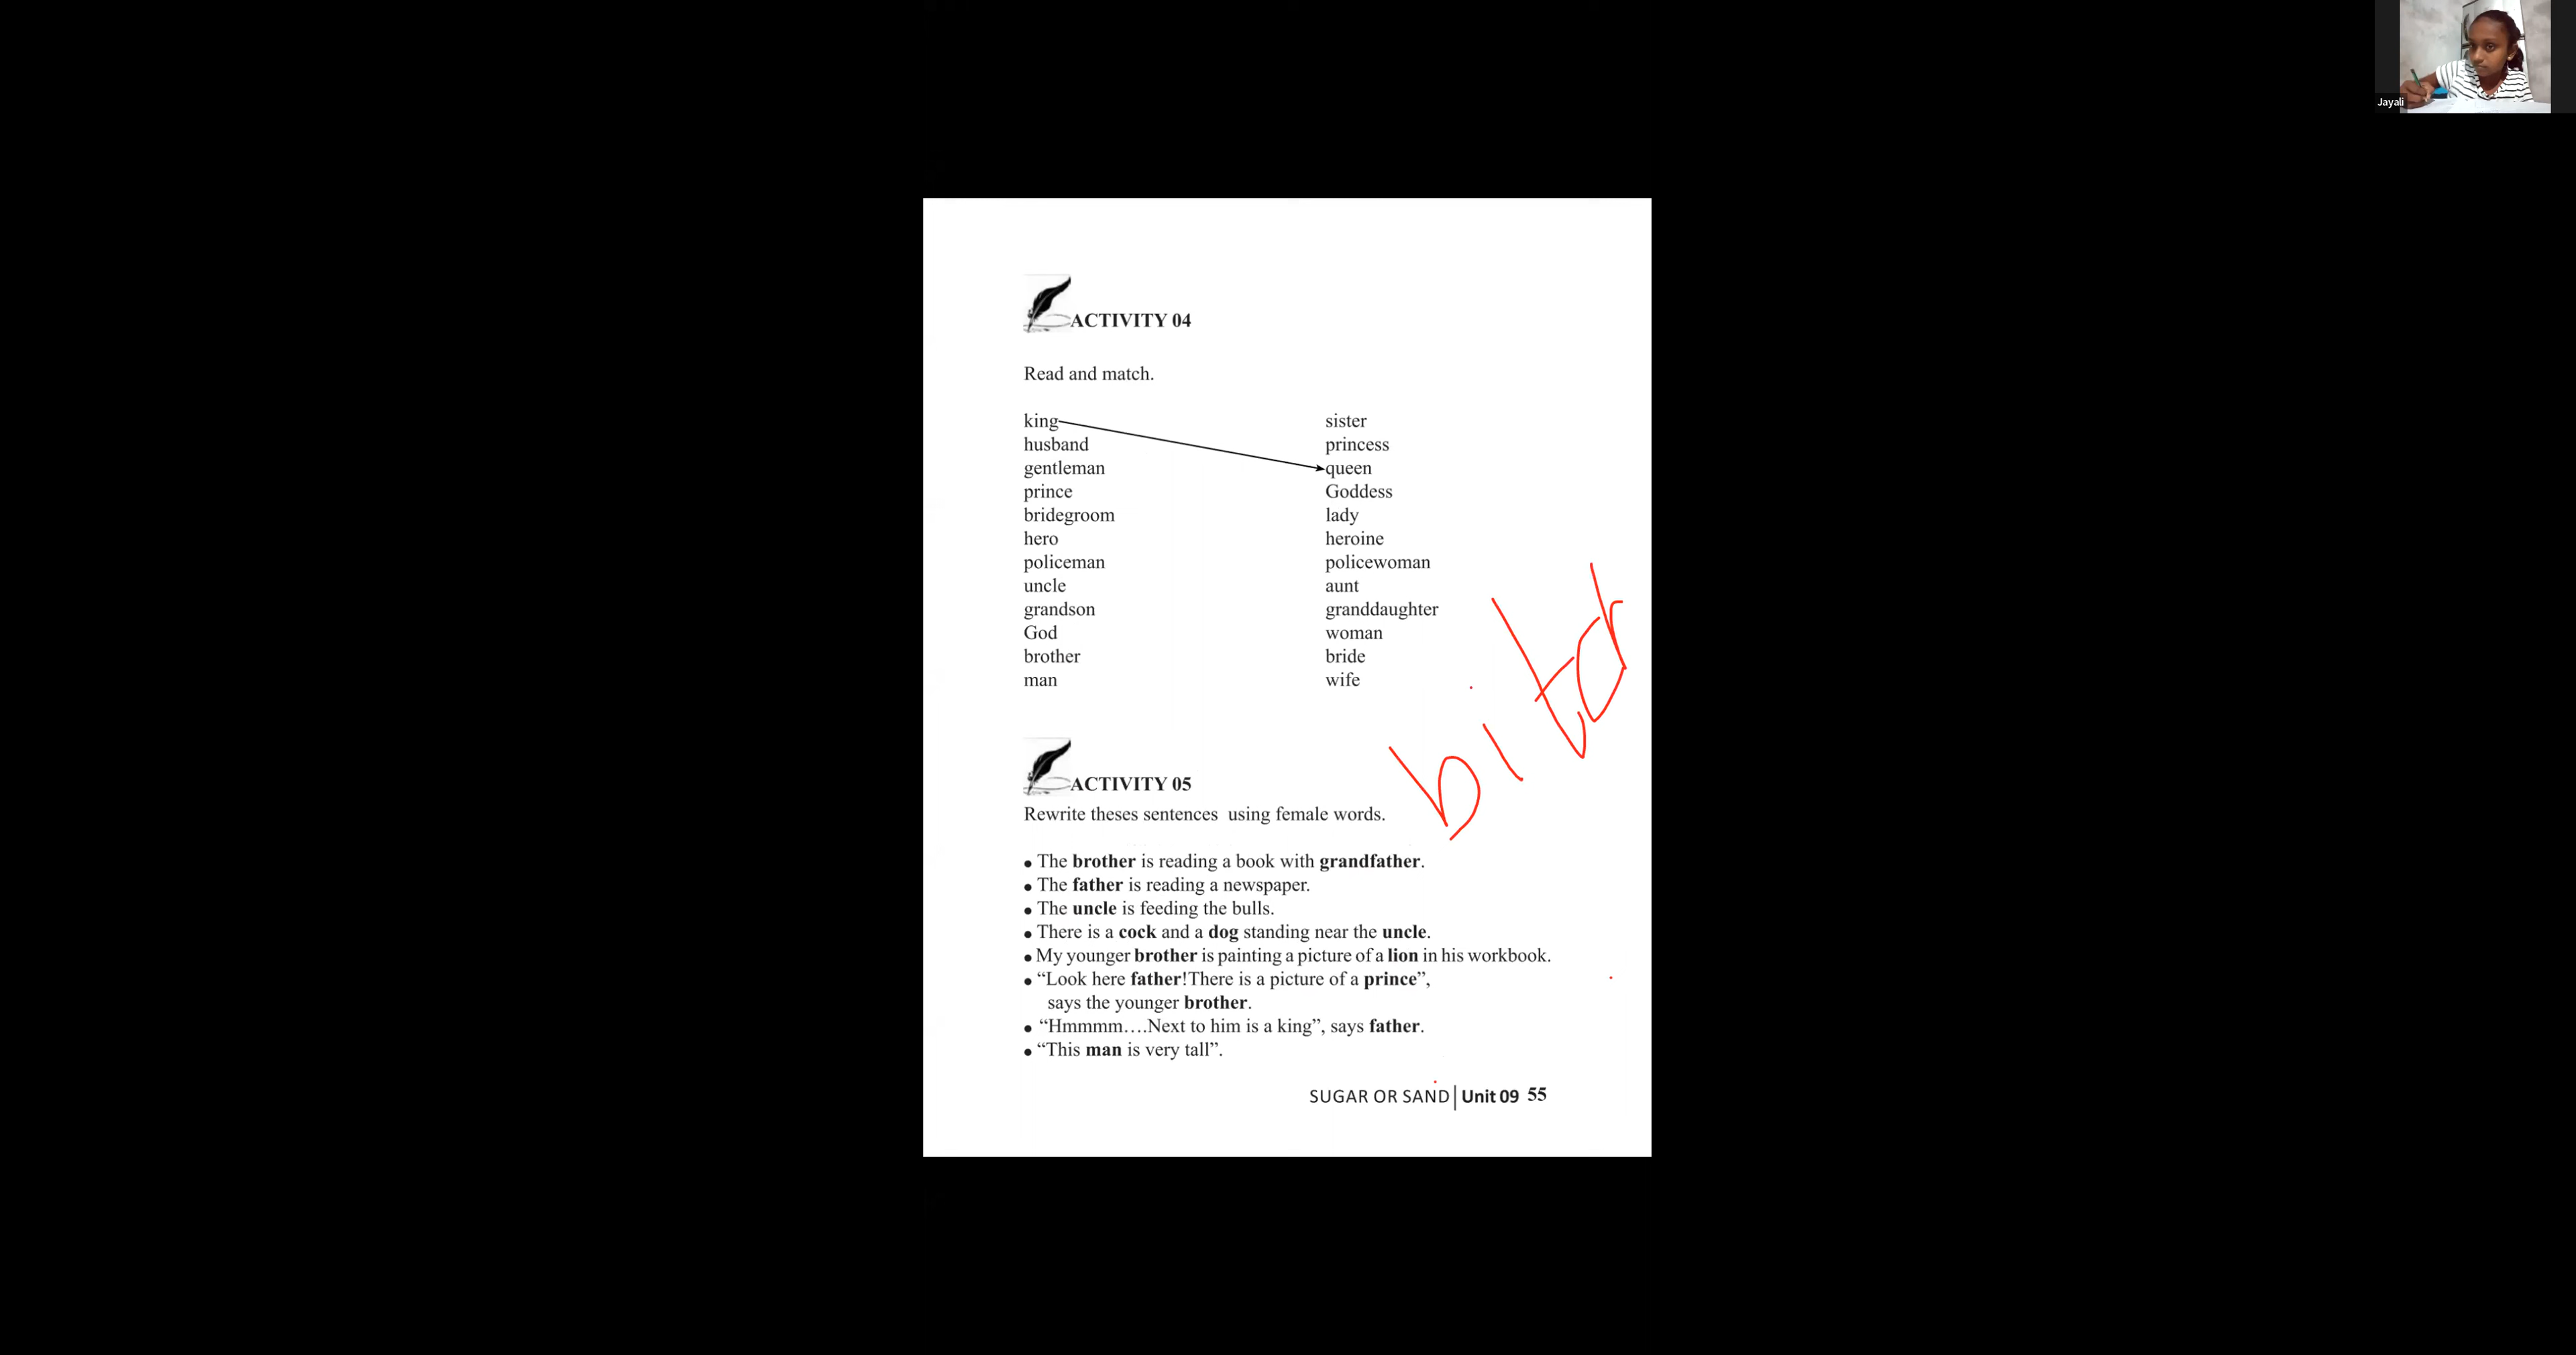 Jayali
ACTIVITY 04
Read and match.
king sister
husband princess
gentleman queen
prince Goddess
bridegroom lady
hero heroine
policeman policewoman
uncle aunt
grandson granddaughter
God woman
brother bride
man wife
bitch
ACTIVITY 05
Rewrite theses sentences using female words.
• The brother is reading a book with grandfather.
• The father is reading a newspaper.
• The uncle is feeding the bulls.
• There is a cock and a dog standing near the uncle.
• My younger brother is painting a picture of a lion in his workbook.
• “Look here father!There is a picture of a prince”,
says the younger brother.
• “Hmmmm….Next to him is a king”, says father.
• “This man is very tall”.
SUGAR OR SAND | Unit 09 55